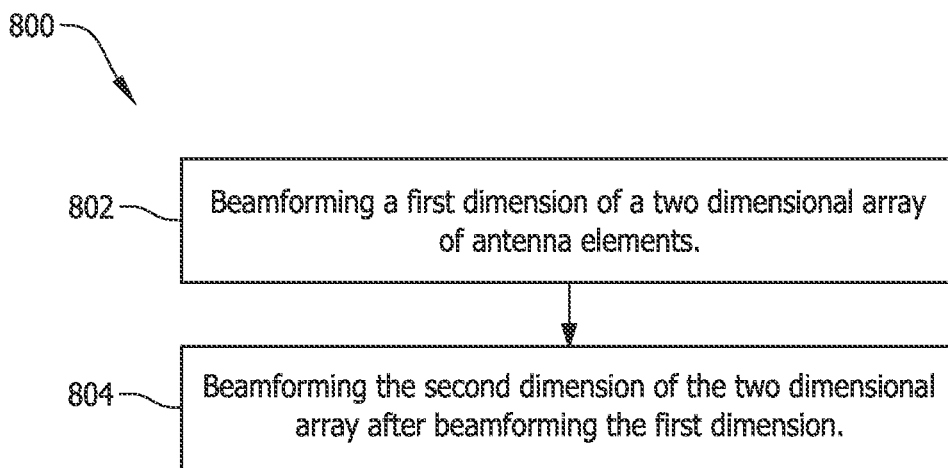 800
802
Beamforming a first dimension of a two dimensional array
of antenna elements.
804
Beamforming the second dimension of the two dimensional
array after beamforming the first dimension.